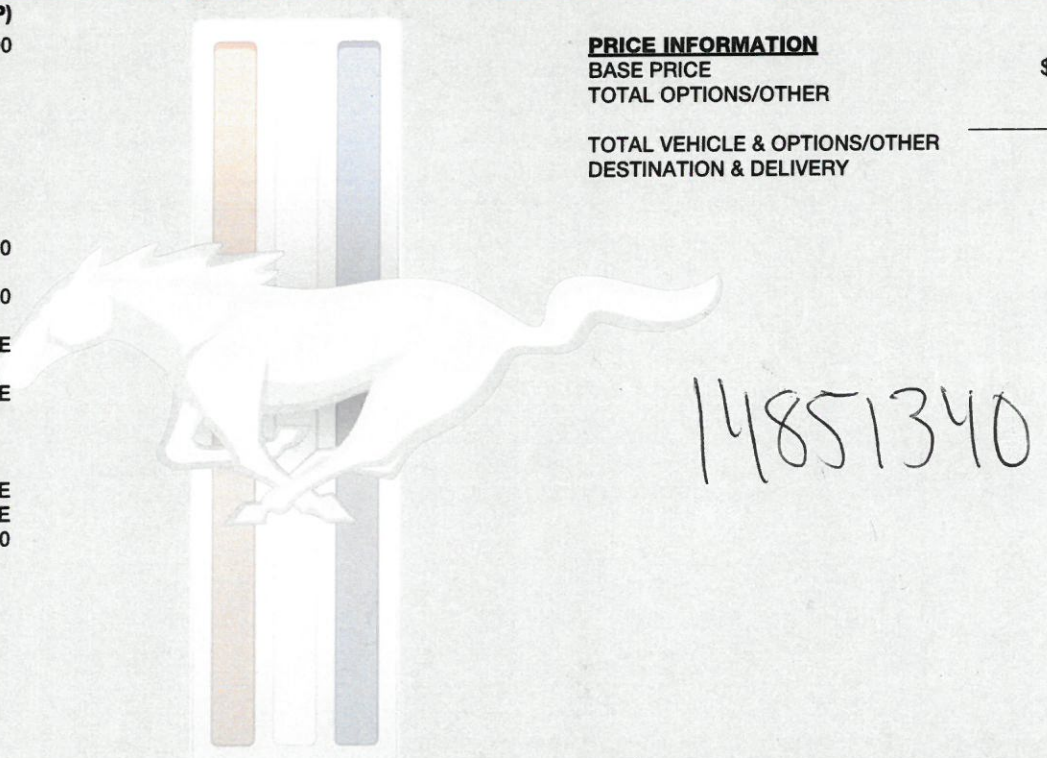 P)
0
0
0
E
E
E
E
0
PRICE INFORMATION
BASE PRICE
$
TOTAL OPTIONS/OTHER
TOTAL VEHICLE & OPTIONS/OTHER
DESTINATION & DELIVERY
14851340